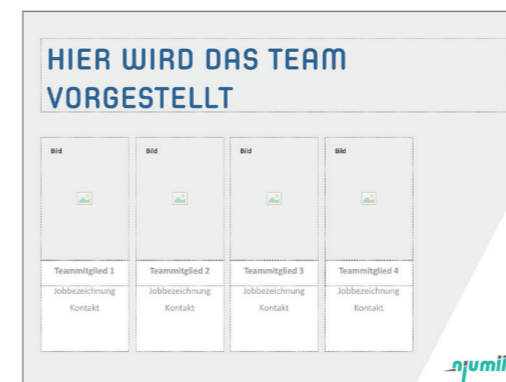 HIER WIRD DAS TEAM
VORGESTELLT
Bild Bild Bild Bild
Teammitglied 1 Teammitglied 2 Teammitglied 3 Teammitglied 4
Jobbezeichnung Jobbezeichnung Jobbezeichnung Jobbezeichnung
Kontakt Kontakt Kontakt Kontakt